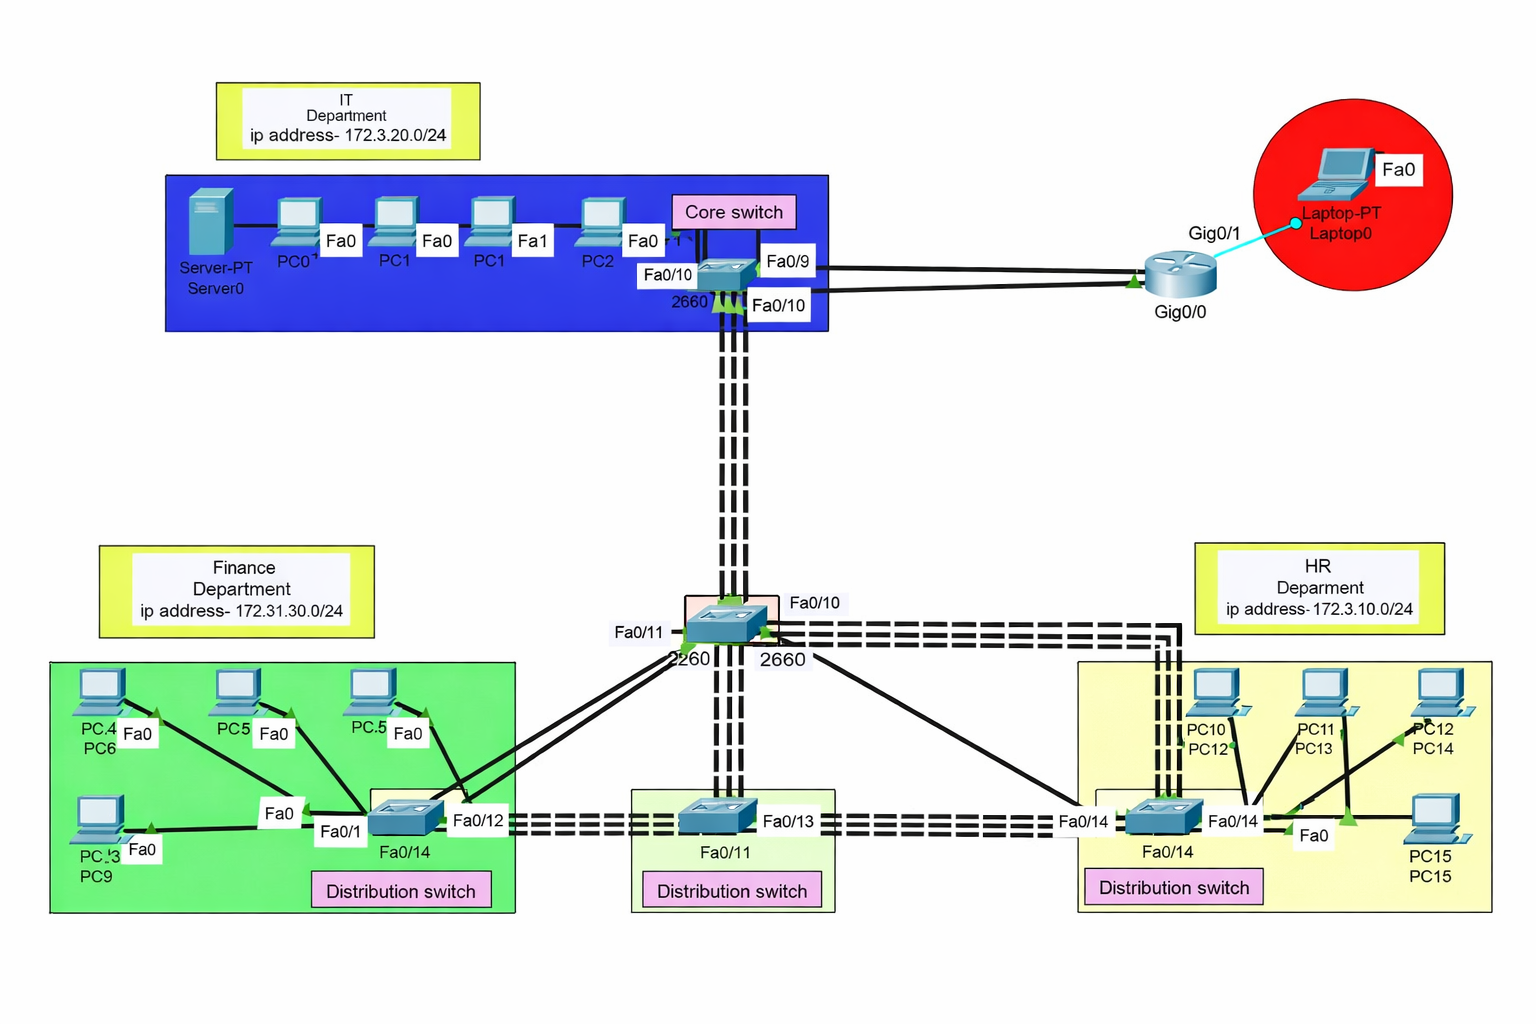 IT
Department
ip address- 172.3.20.0/24
Fa0
Core switch
Fa0
Fa0
Fa1
Fa0
PC0
PC1
PC1
PC2
Server-PT
Server0
Fa0/10
Fa0/9
2660
Fa0/10
Laptop-PT
Laptop0
Gig0/1
Gig0/0
Finance
Department
ip address- 172.31.30.0/24
HR
Deparment
ip address-172.3.10.0/24
Fa0/10
Fa0/11
2260
2660
PC.4
PC6
Fa0
PC5
Fa0
PC.5
Fa0
PC10
PC12
PC11
PC13
PC12
PC14
Fa0
Fa0/1
Fa0/12
Fa0/13
Fa0/14
Fa0/14
Fa0
Fa0
PC9
Fa0/14
Fa0/11
Fa0/14
PC15
PC15
Distribution switch
Distribution switch
Distribution switch